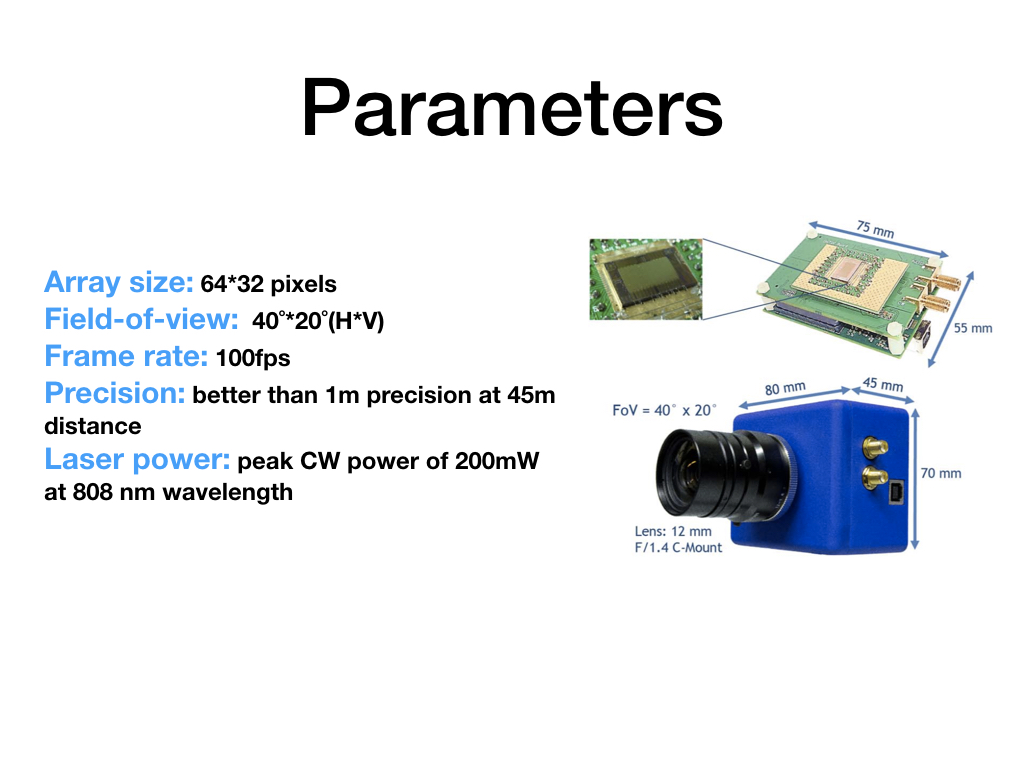 Parameters
Array size: 64*32 pixels
Field-of-view: 40˚*20˚(H*V)
Frame rate: 100fps
Precision: better than 1m precision at 45m
distance
Laser power: peak CW power of 200mW
at 808 nm wavelength
75 mm
55 mm
80 mm
45 mm
FoV = 40˚ x 20˚
70 mm
Lens: 12 mm
F/1.4 C-Mount